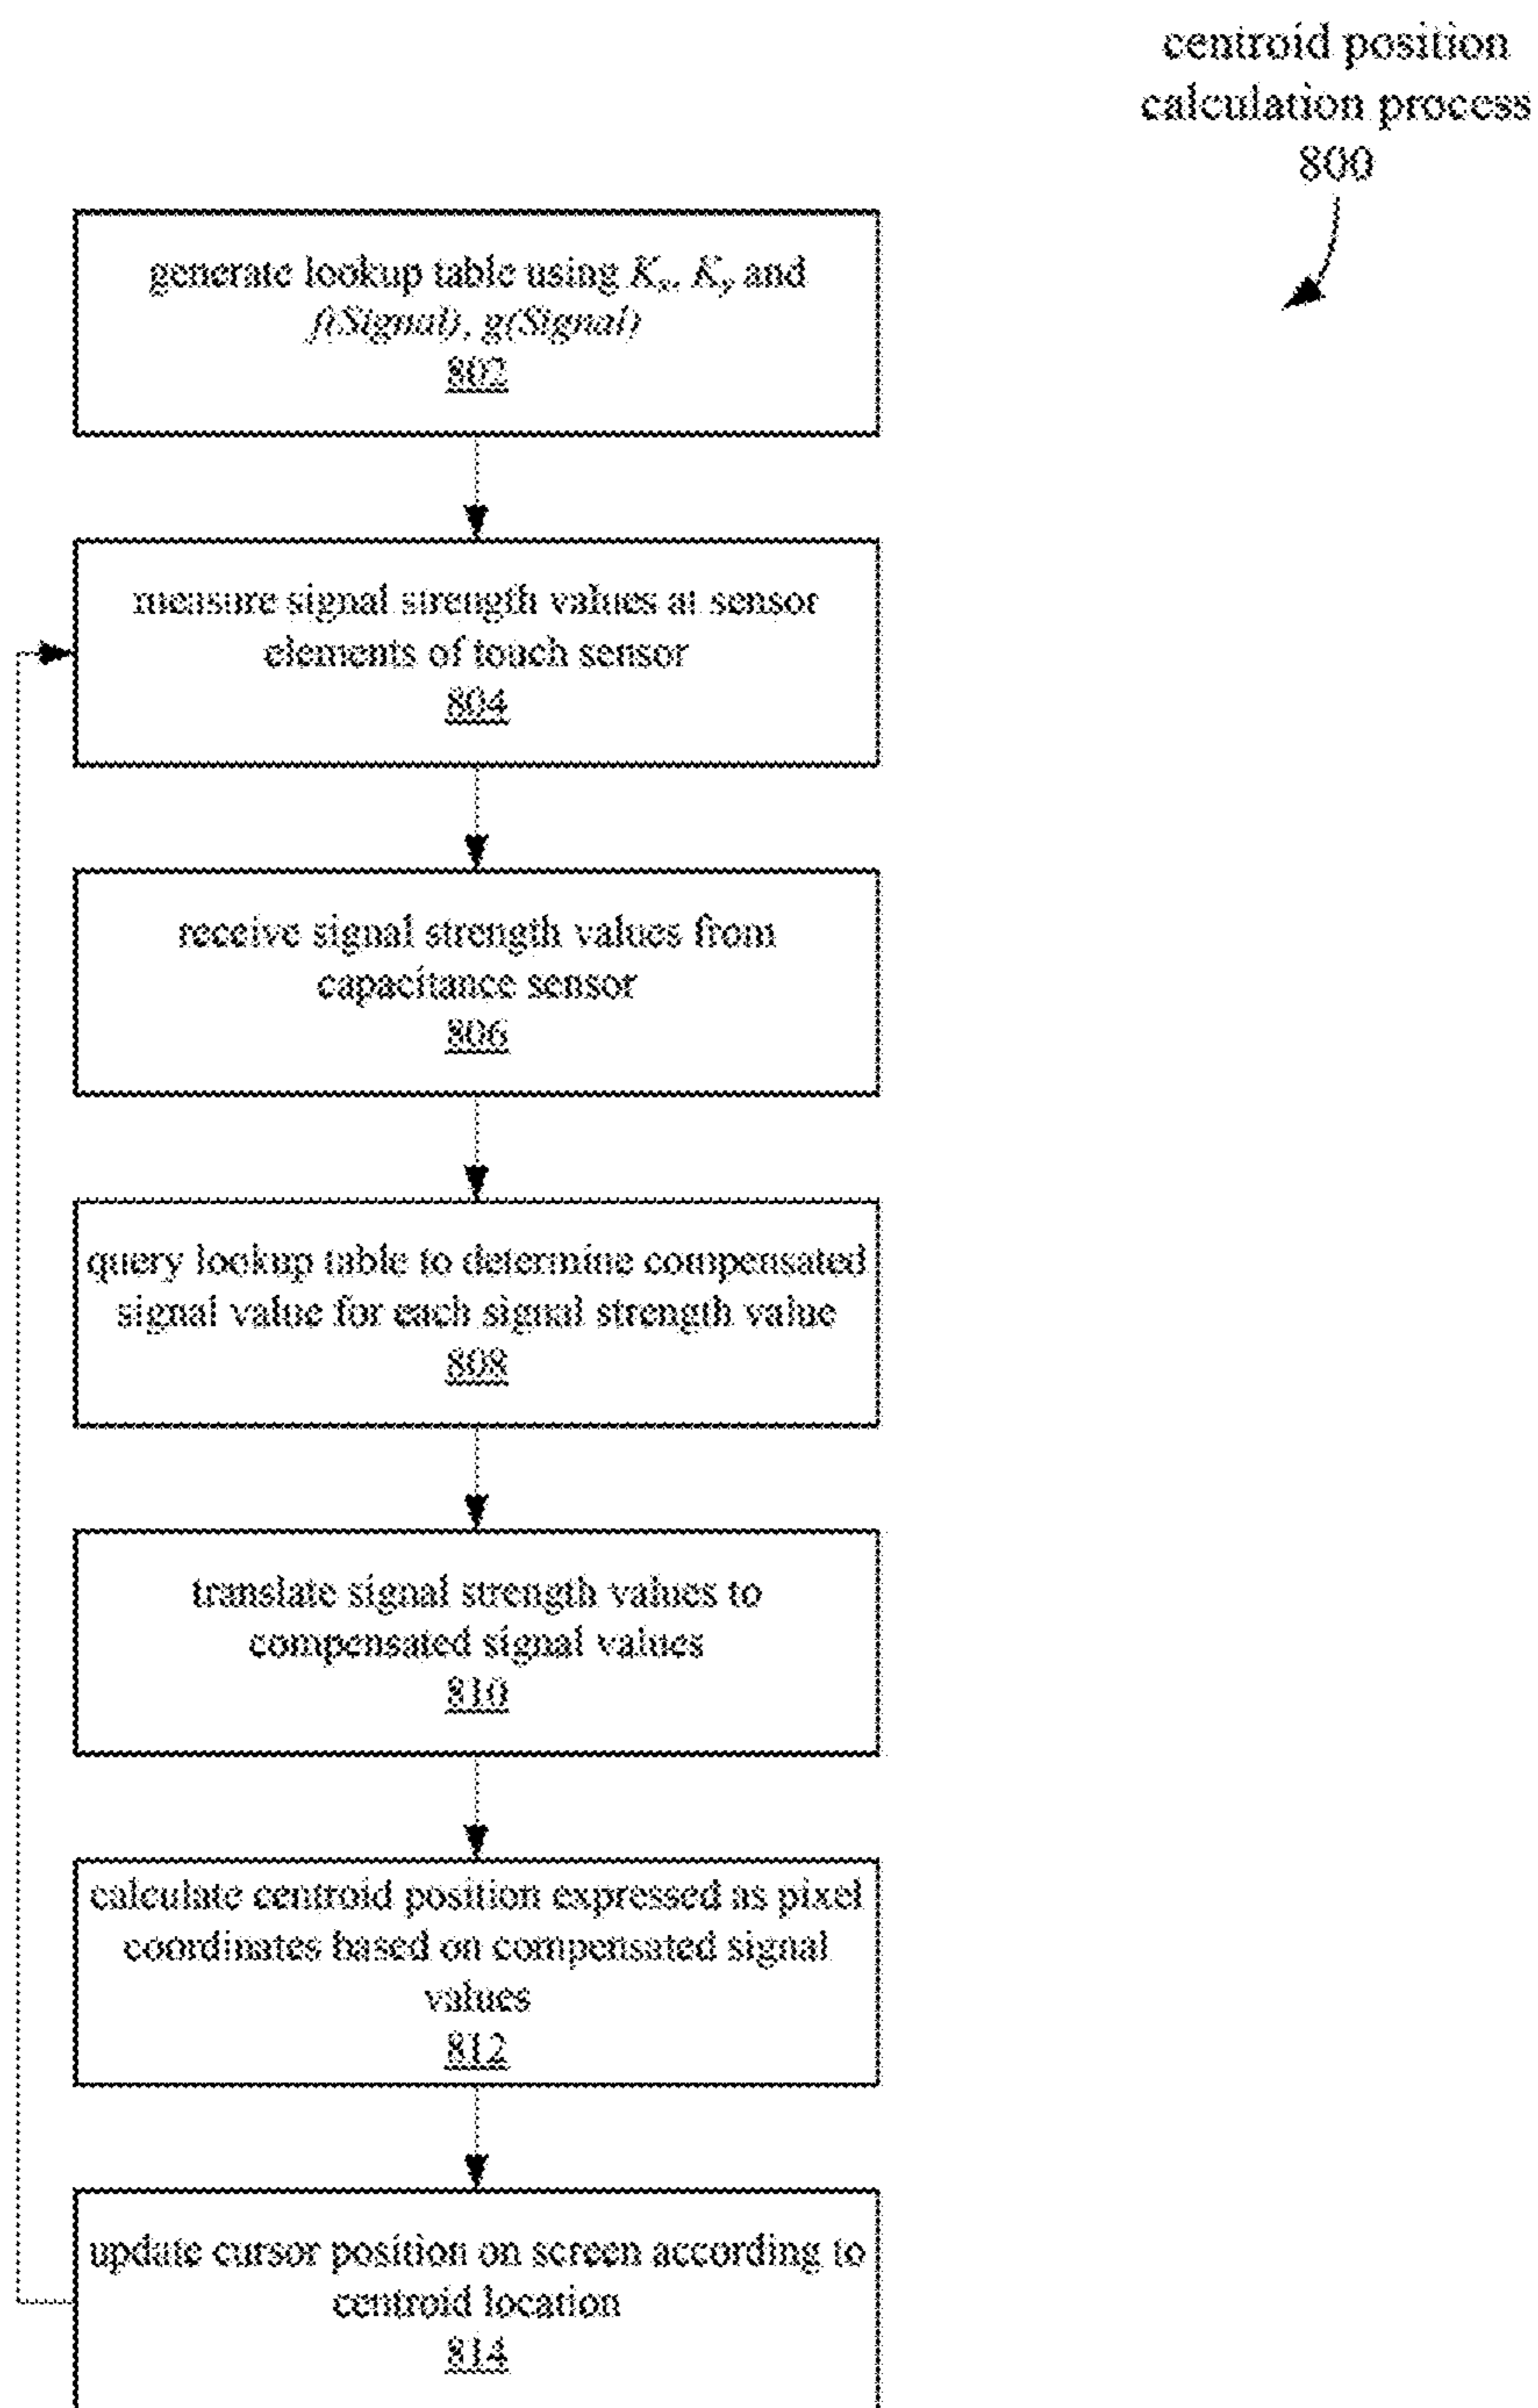 centroid position
calculation process
800
generate lookup table using Kx, Ky and
f(Signal), g(Signal)
802
measure signal strength values at sensor
elements of touch sensor
804
receive signal strength values from
capacitance sensor
806
query lookup table to determine compensated
signal value for each signal strength value
808
translate signal strength values to
compensated signal values
810
calculate centroid position expressed as pixel
coordinates based on compensated signal
values
812
update cursor position on screen according to
centroid location
814